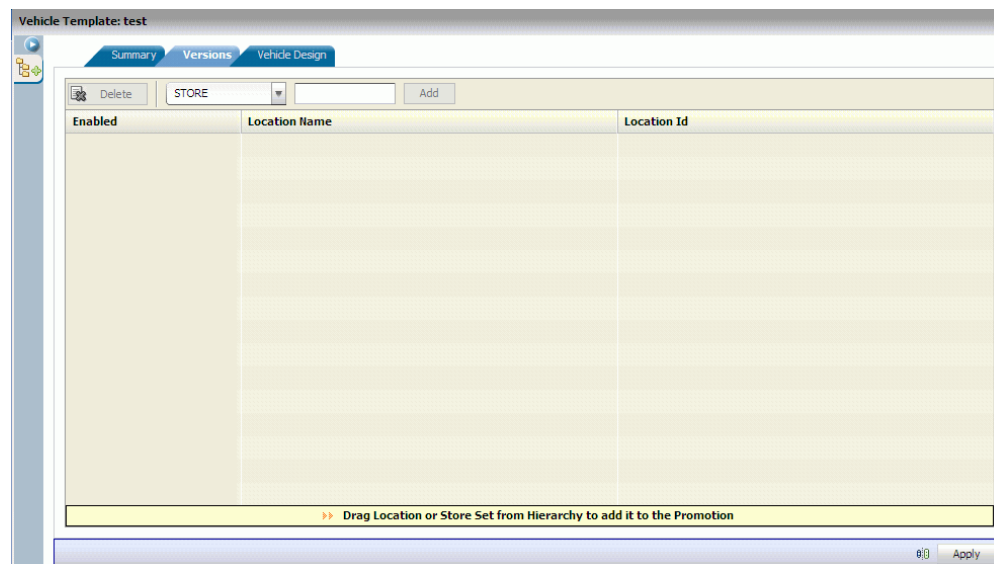 Vehicle Template: test
Summary Versions Vehicle Design
Delete STORE Add
Enabled Location Name Location Id
Drag Location or Store Set from Hierarchy to add it to the Promotion
Apply